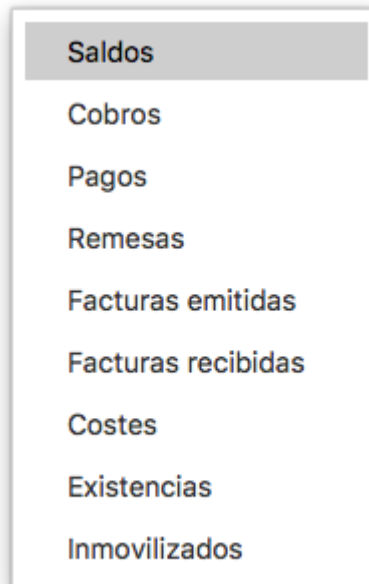 Saldos
Cobros
Pagos
Remesas
Facturas emitidas
Facturas recibidas
Costes
Existencias
Inmovilizados